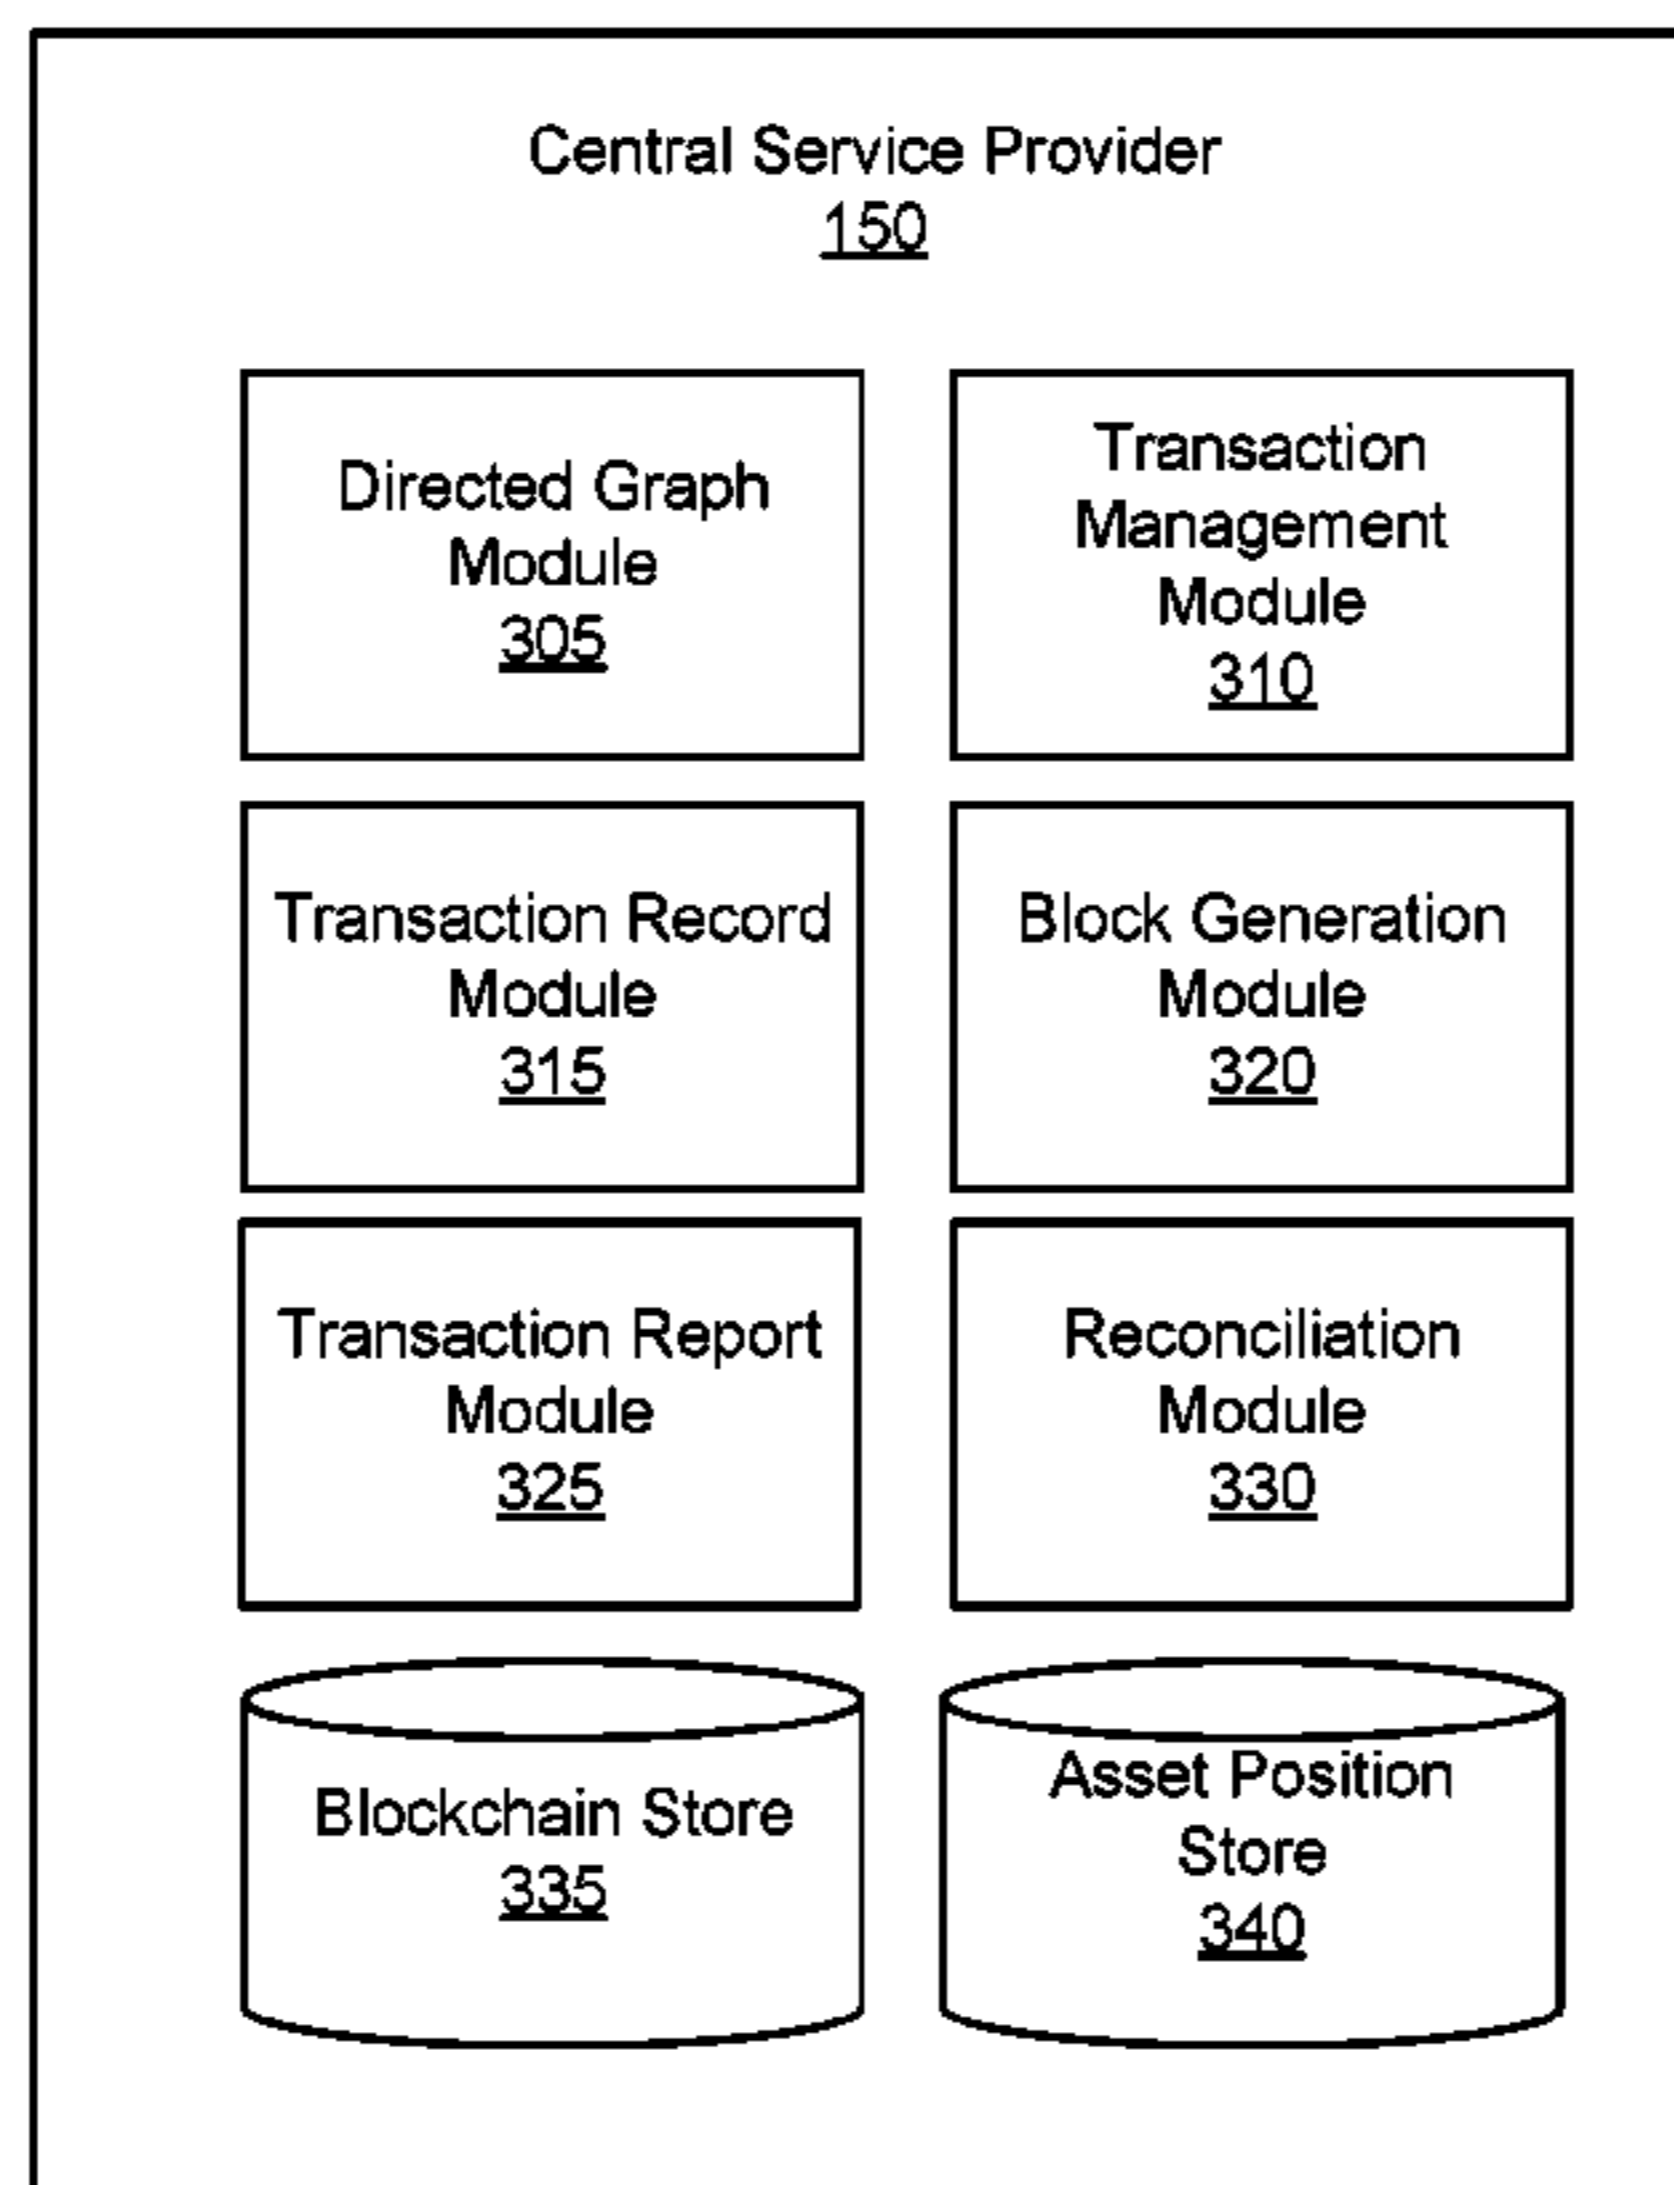 Central Service Provider
150
Directed Graph
Module
305
Transaction
Management
Module
310
Transaction Record
Module
315
Block Generation
Module
320
Transaction Report
Module
325
Reconciliation
Module
330
Blockchain Store
335
Asset Position
Store
340